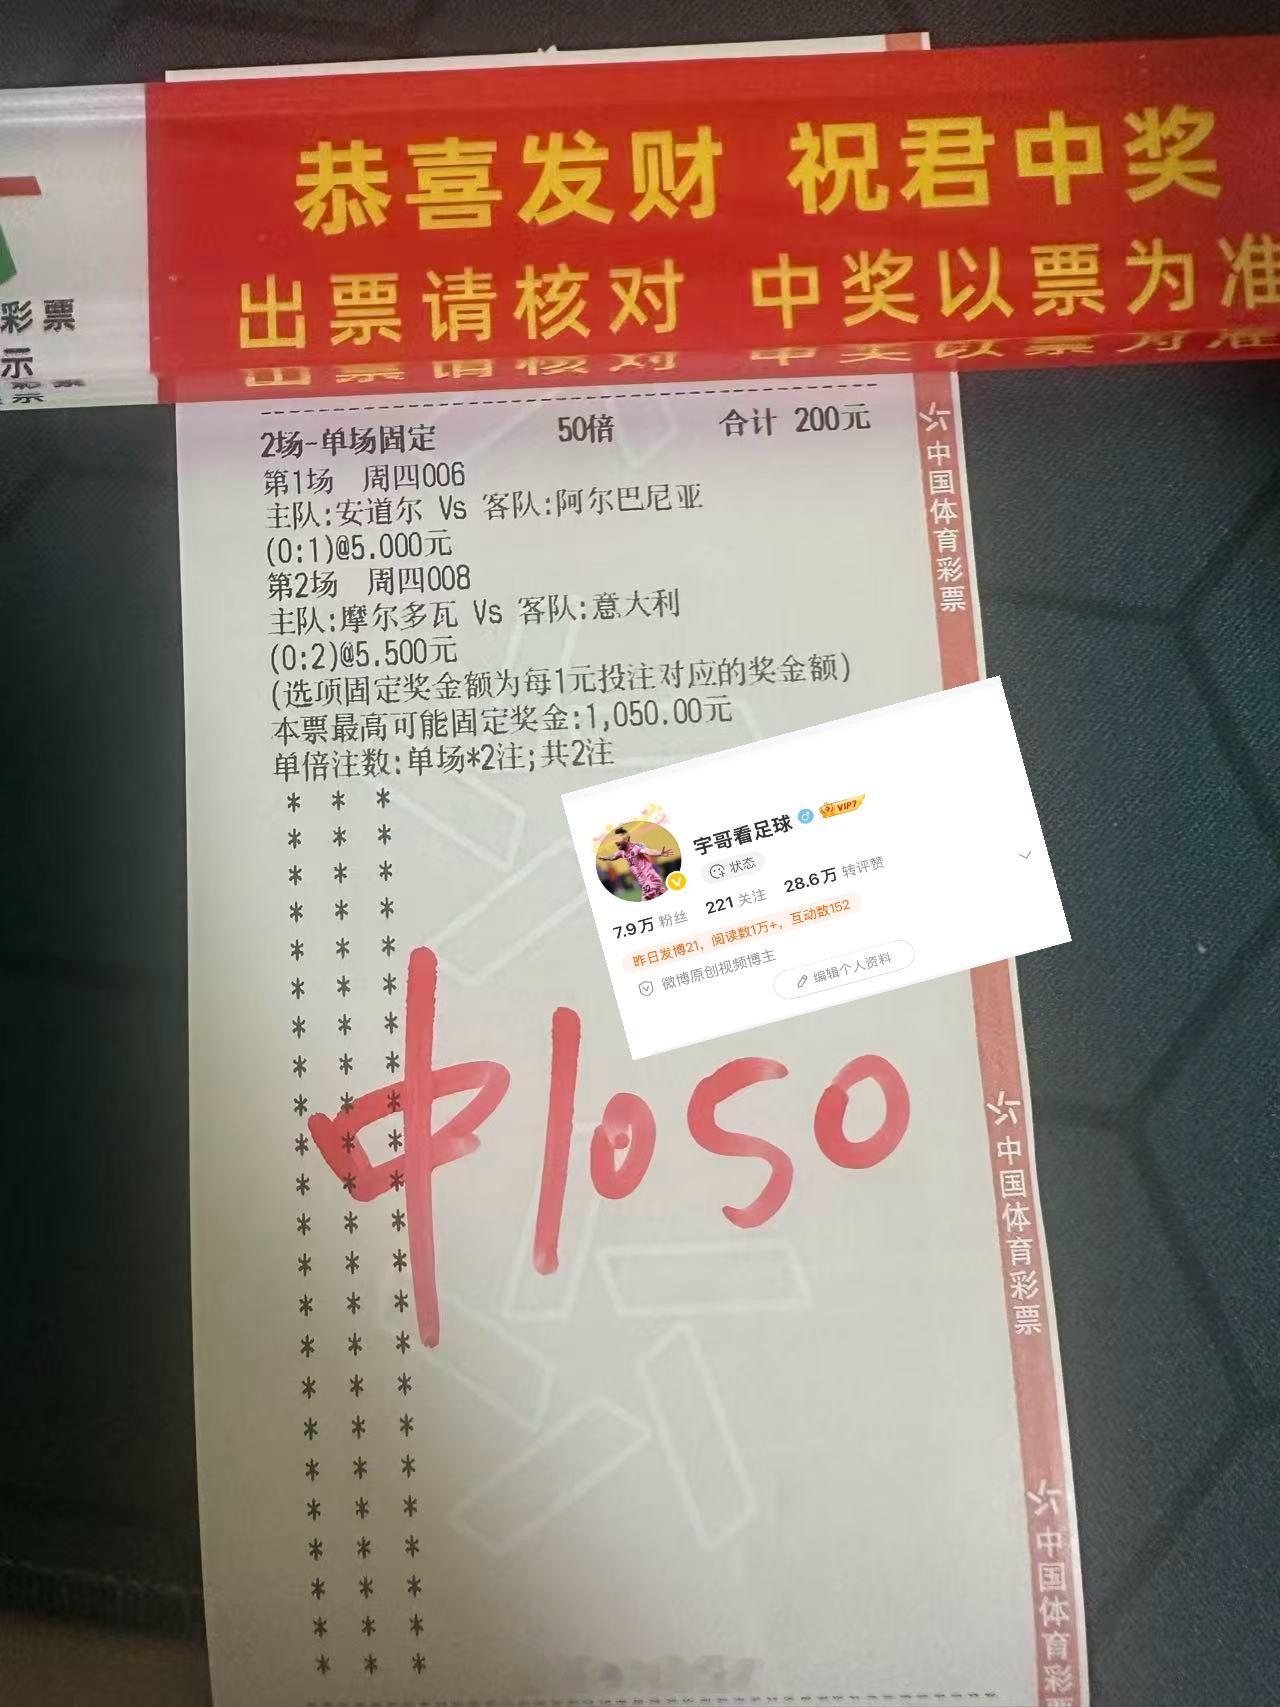 恭喜发财 祝君中奖
出票请核对 中奖以票为准
彩票
示
2场-单场固定 50倍 合计 200元
第1场 周四006
主队:安道尔 Vs 客队:阿尔巴尼亚
(0:1)@5.000元
第2场 周四008
主队:摩尔多瓦 Vs 客队:意大利
(0:2)@5.500元
(选项固定奖金额为每1元投注对应的奖金额)
本票最高可能固定奖金:1,050.00元
单倍注数:单场*2注;共2注
宇哥看足球 VIP7
状态
7.9万 粉丝 221 关注 28.6万 转评赞
昨日发博21，阅读数1万+，互动数152
微博原创视频博主
编辑个人资料
中1050
中国体育彩票
中国体育彩票
中国体育彩票